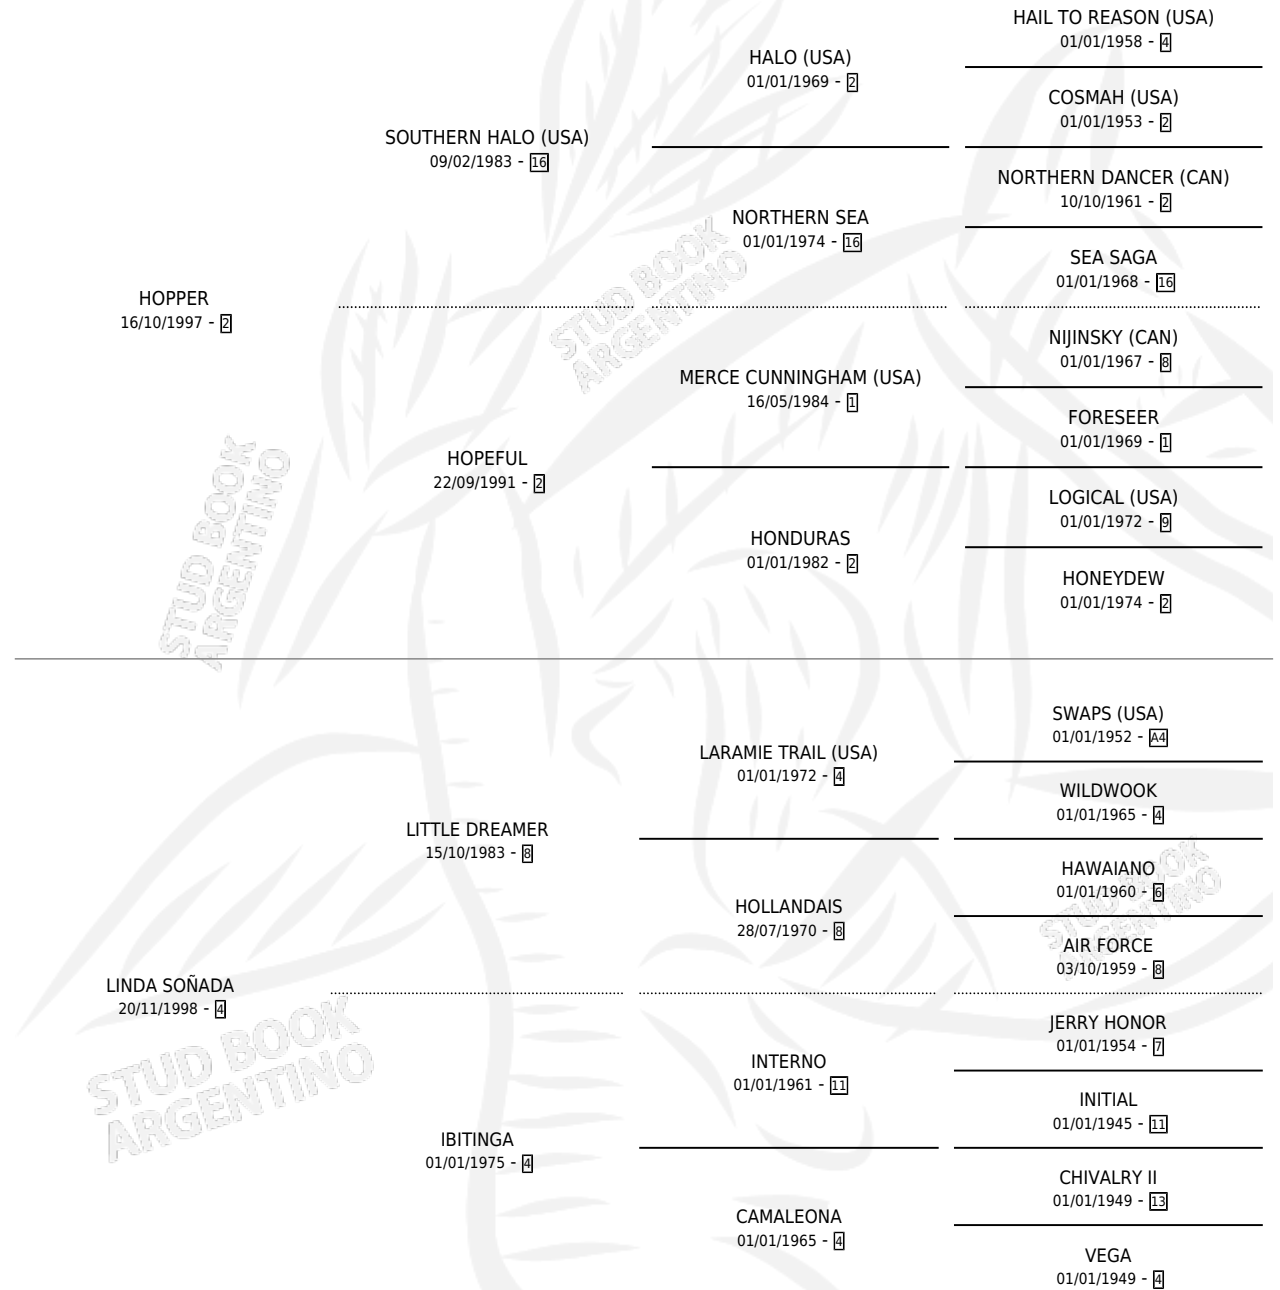 HAIL TO REASON (USA)
01/01/1958 - 4
HALO (USA)
01/01/1969 - 2
COSMAH (USA)
01/01/1953 - 2
SOUTHERN HALO (USA)
09/02/1983 - 16
NORTHERN DANCER (CAN)
10/10/1961 - 2
NORTHERN SEA
01/01/1974 - 16
SEA SAGA
01/01/1968 - 16
HOPPER
16/10/1997 - 2
STUD BOOK
ARGENTINO
NIJINSKY (CAN)
01/01/1967 - 8
MERCE CUNNINGHAM (USA)
16/05/1984 - 1
FORESEER
01/01/1969 - 1
HOPEFUL
22/09/1991 - 2
LOGICAL (USA)
01/01/1972 - 9
HONDURAS
01/01/1982 - 2
HONEYDEW
01/01/1974 - 2
STUD BOOK
ARGENTINO
SWAPS (USA)
01/01/1952 - A4
LARAMIE TRAIL (USA)
01/01/1972 - 4
WILDWOOK
01/01/1965 - 4
LITTLE DREAMER
15/10/1983 - 8
HAWAIANO
01/01/1960 - 6
HOLLANDAIS
28/07/1970 - 8
STUD BOOK
ARGENTINO
AIR FORCE
03/10/1959 - 8
LINDA SOÑADA
20/11/1998 - 4
STUD BOOK
ARGENTINO
JERRY HONOR
01/01/1954 - 7
INTERNO
01/01/1961 - 11
INITIAL
01/01/1945 - 11
IBITINGA
01/01/1975 - 4
CHIVALRY II
01/01/1949 - 13
CAMALEONA
01/01/1965 - 4
VEGA
01/01/1949 - 4